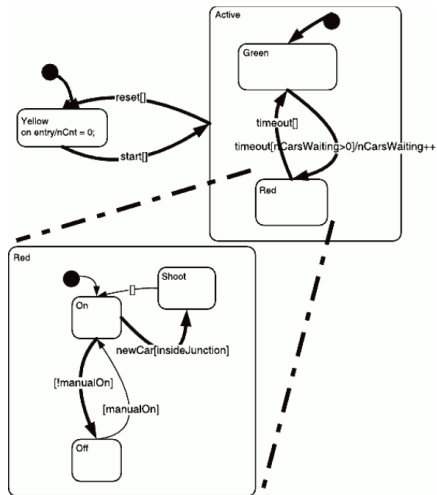 Active
Green
reset[]
Yellow
on entry/nCnt = 0;
start[]
timeout[]
timeout[nCarsWaiting>0]/nCarsWaiting++
Red
Red
Shoot
[]
On
newCar[insideJunction]
[!manualOn]
[manualOn]
Off